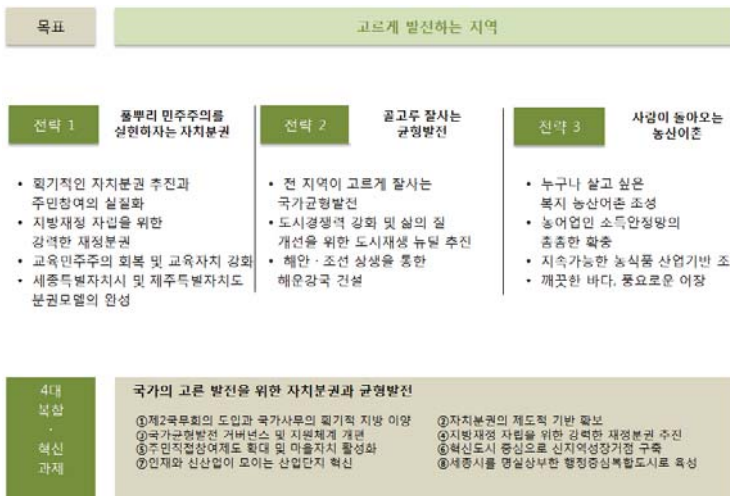 목표
고르게 발전하는 지역
전략 1
풀뿌리 민주주의를
실현하자는 자치분권
• 획기적인 자치분권 추진과
주민참여의 실질화
• 지방재정 자립을 위한
강력한 재정분권
• 교육민주주의 회복 및 교육자치 강화
• 세종특별자치시 및 제주특별자치도
분권모델의 완성
전략 2
골고루 잘사는
균형발전
• 전 지역이 고르게 잘사는
국가균형발전
• 도시경쟁력 강화 및 삶의 질
개선을 위한 도시재생 뉴딜 추진
• 해안 · 조선 상생을 통한
해운강국 건설
전략 3
사람이 돌아오는
농산어촌
• 누구나 살고 싶은
복지 농산어촌 조성
• 농어업인 소득안정망의
촘촘한 확충
• 지속가능한 농식품 산업기반 조
• 깨끗한 바다, 풍요로운 어장
4대
복합
·
혁신
과제
국가의 고른 발전을 위한 자치분권과 균형발전
①제2국무회의 도입과 국가사무의 획기적 지방 이양
②자치분권의 제도적 기반 확보
③국가균형발전 거버넌스 및 지원체계 개편
④지방재정 자립을 위한 강력한 재정분권 추진
⑤주민직접참여제도 확대 및 마을자치 활성화
⑥혁신도시 중심으로 신지역성장거점 구축
⑦인재와 신산업이 모이는 산업단지 혁신
⑧세종시를 명실상부한 행정중심복합도시로 육성